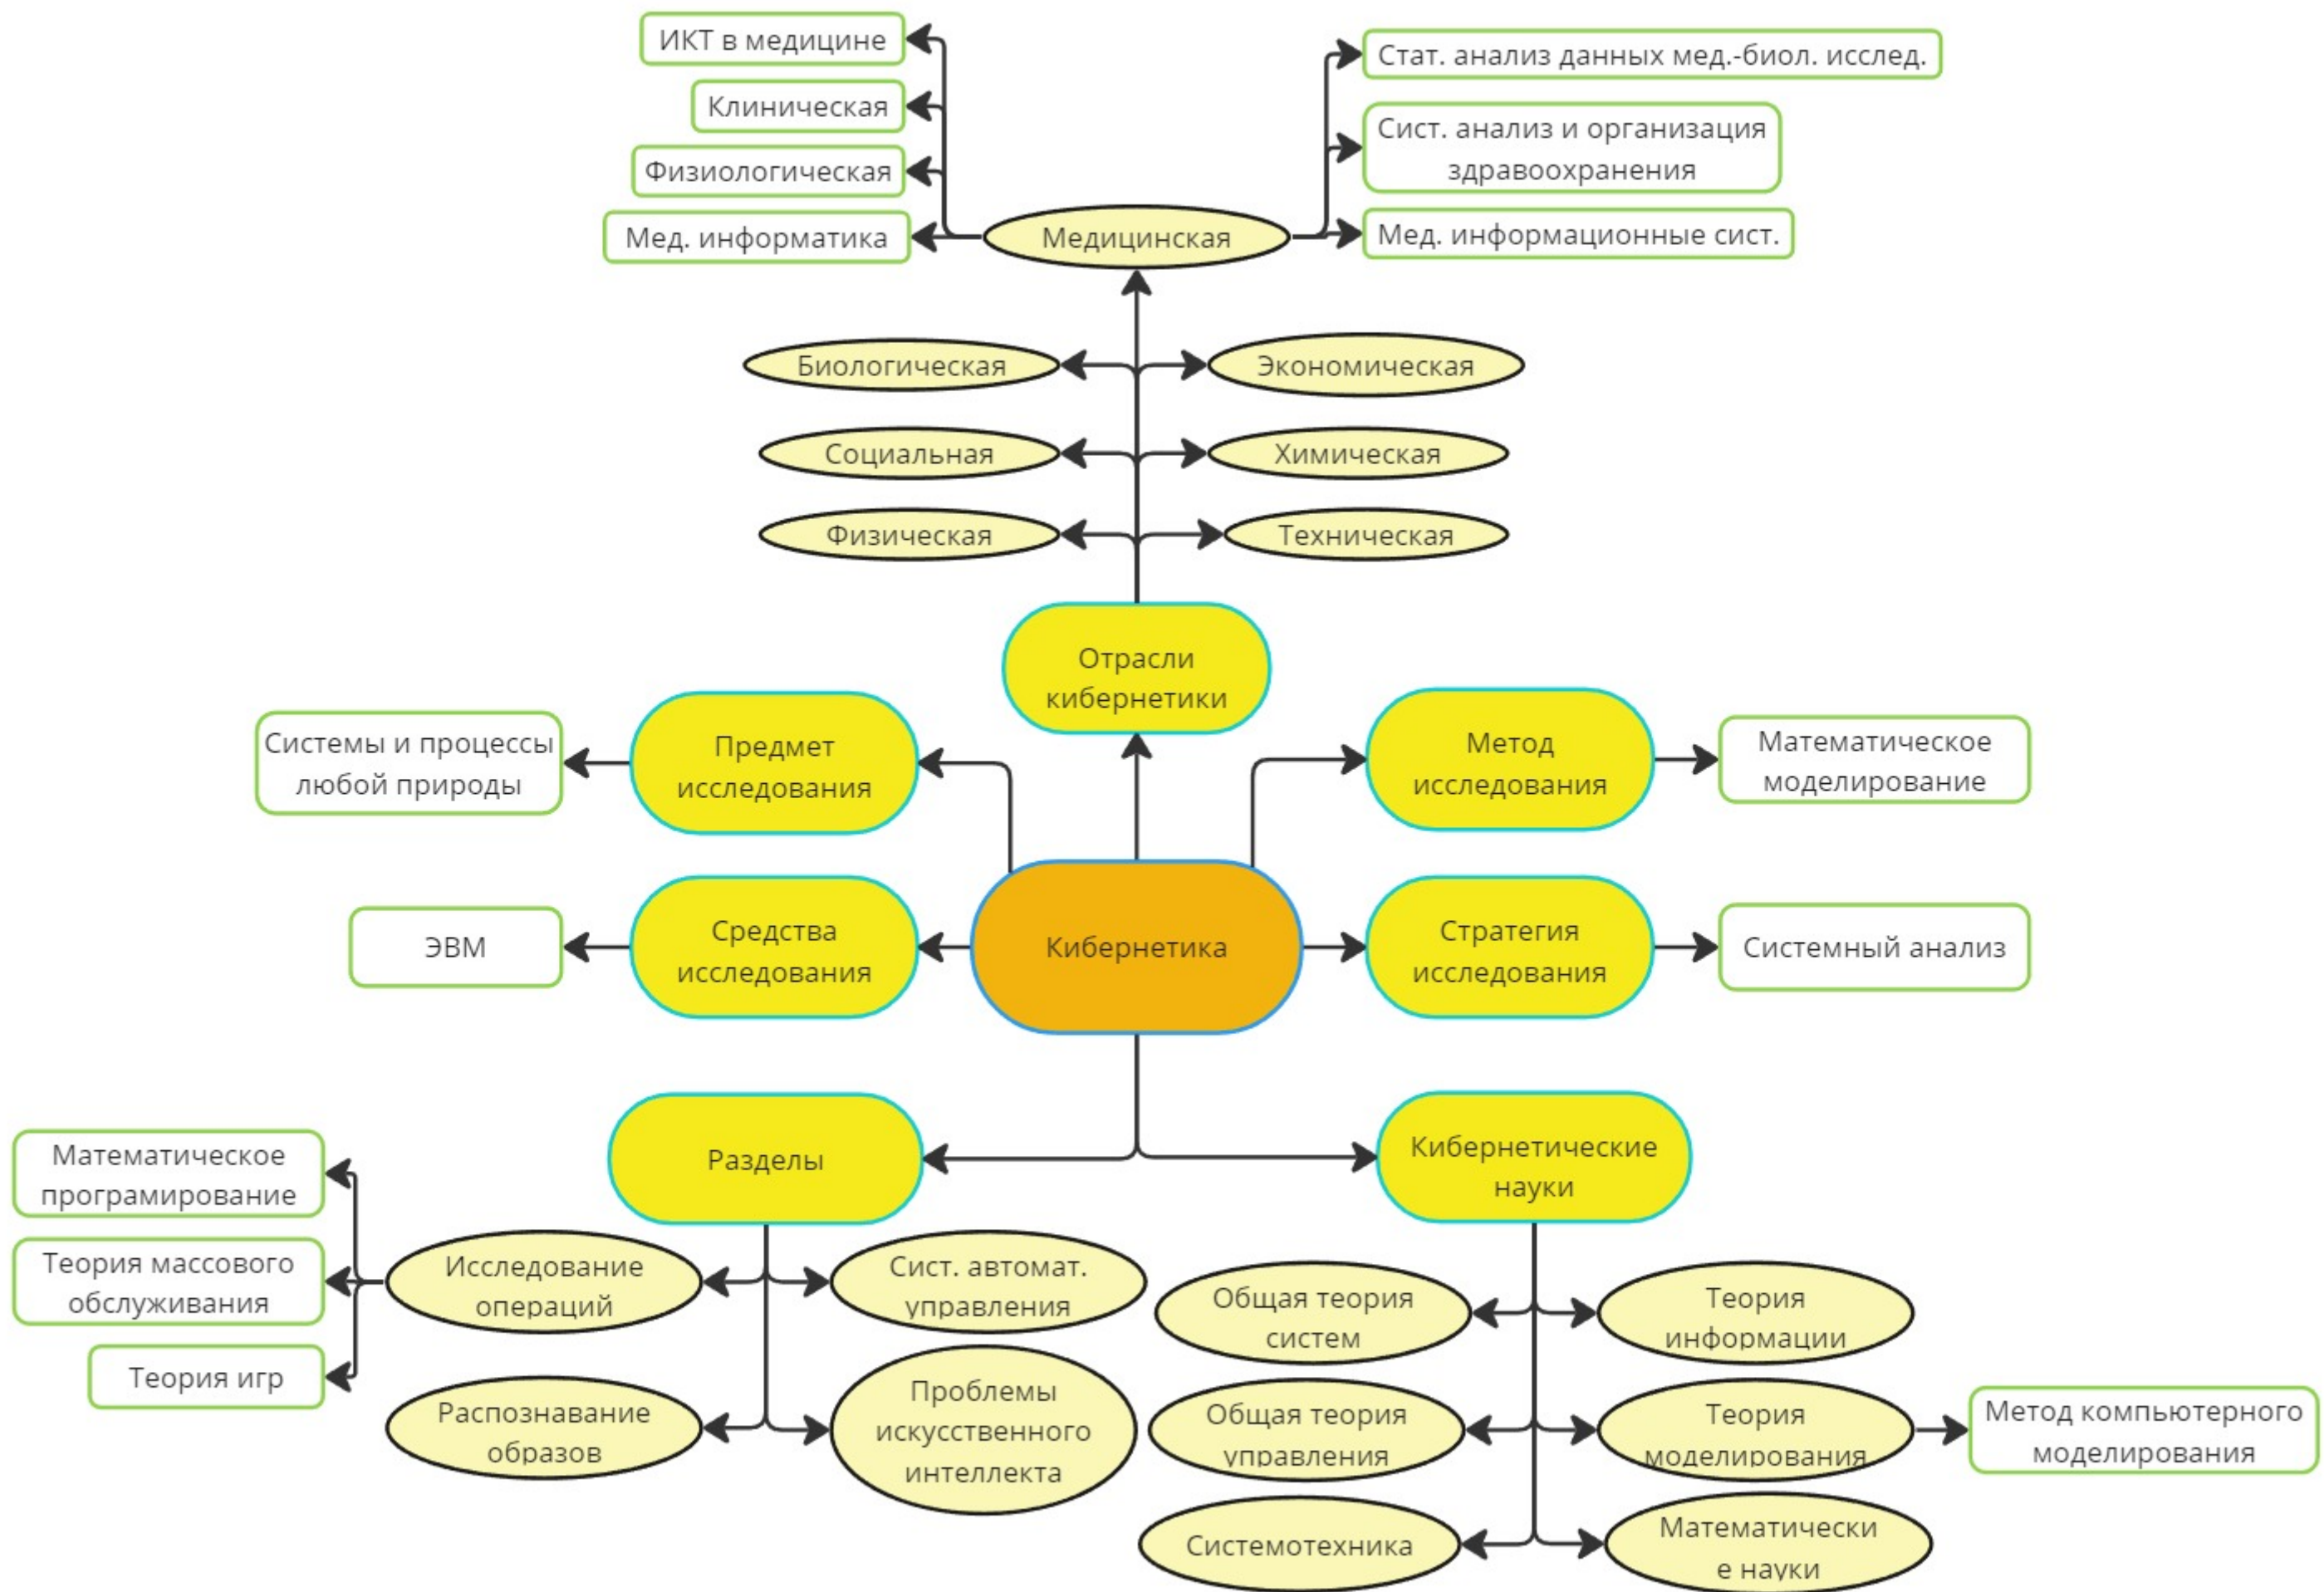 ИКТ в медицине
Клиническая
Физиологическая
Мед. информатика
Медицинская
Стат. анализ данных мед.-биол. исслед.
Сист. анализ и организация
здравоохранения
Мед. информационные сист.
Биологическая
Экономическая
Социальная
Химическая
Физическая
Техническая
Отрасли
кибернетики
Системы и процессы
любой природы
Предмет
исследования
Метод
исследования
Математическое
моделирование
ЭВМ
Средства
исследования
Кибернетика
Стратегия
исследования
Системный анализ
Разделы
Кибернетические
науки
Математическое
програмирование
Теория массового
обслуживания
Теория игр
Исследование
операций
Сист. автомат.
управления
Распознавание
образов
Проблемы
искусственного
интеллекта
Общая теория
систем
Теория
информации
Общая теория
управления
Теория
моделирования
Метод компьютерного
моделирования
Системотехника
Математически
е науки